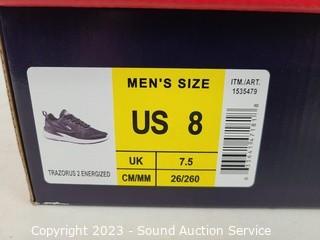 MEN'S SIZE
ITM./ART.
1535479
US 8
UK 7.5
CM/MM 26/260
TRAZORUS 2 ENERGIZED
Copyright 2023 - Sound Auction Service